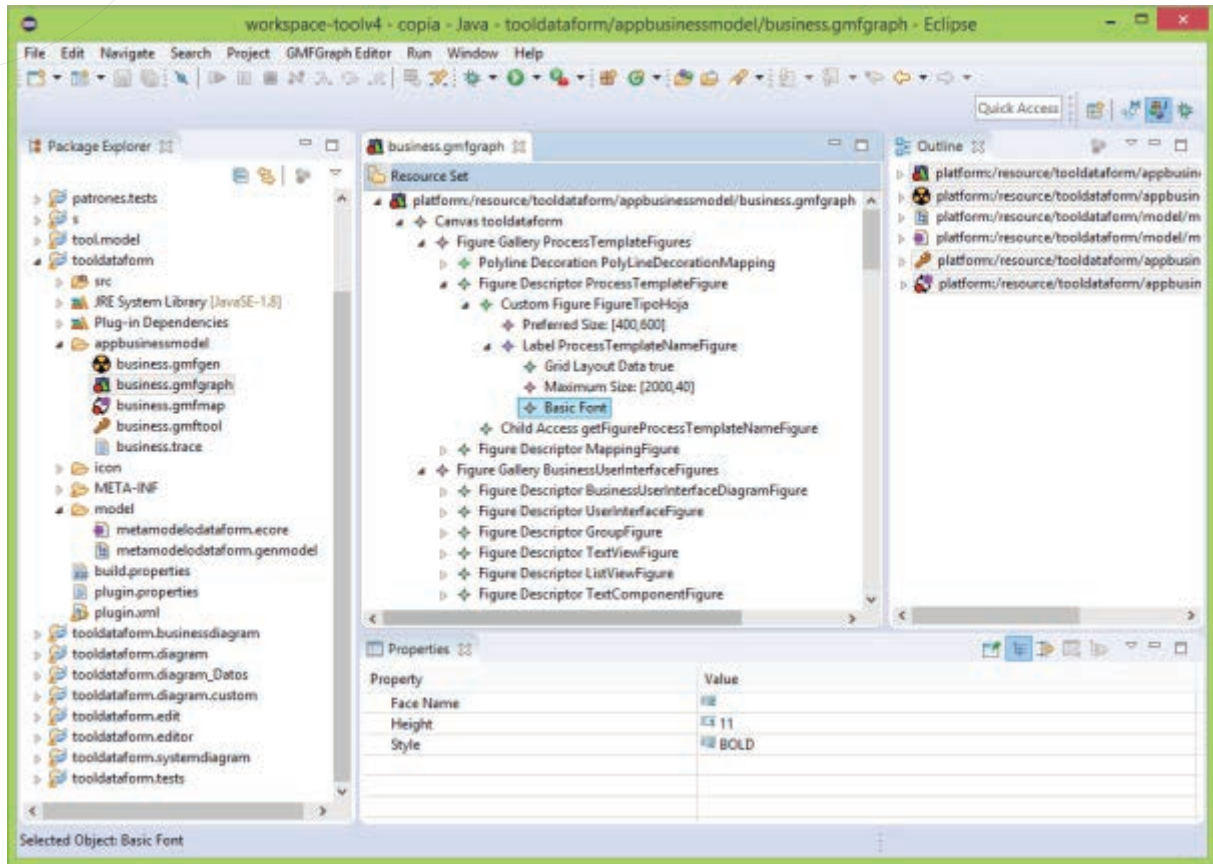 workspace-toolv4 - copia - Java - tooldataform/appbusinessmodel/business.gmfgraph - Eclipse
File Edit Navigate Search Project GMFGraph Editor Run Window Help
Quick Access
Package Explorer
patrones.tests
s
tool.model
tooldataform
src
JRE System Library [JavaSE-1.8]
Plug-in Dependencies
appbusinessmodel
business.gmfgen
business.gmfgraph
business.gmfmap
business.gmftool
business.trace
icon
META-INF
model
metamodelodataform.ecore
metamodelodataform.genmodel
build.properties
plugin.properties
plugin.xml
tooldataform.businessdiagram
tooldataform.diagram
tooldataform.diagram_Datos
tooldataform.diagram.custom
tooldataform.edit
tooldataform.editor
tooldataform.systemdiagram
tooldataform.tests
business.gmfgraph
Resource Set
platform:/resource/tooldataform/appbusinessmodel/business.gmfgraph
Canvas tooldataform
Figure Gallery ProcessTemplateFigures
Polyline Decoration PolyLineDecorationMapping
Figure Descriptor ProcessTemplateFigure
Custom Figure FigureTipoHoja
Preferred Size: [400,600]
Label ProcessTemplateNameFigure
Grid Layout Data true
Maximum Size: [2000,40]
Basic Font
Child Access getFigureProcessTemplateNameFigure
Figure Descriptor MappingFigure
Figure Gallery BusinessUserInterfaceFigures
Figure Descriptor BusinessUserInterfaceDiagramFigure
Figure Descriptor UserInterfaceFigure
Figure Descriptor GroupFigure
Figure Descriptor TextViewFigure
Figure Descriptor ListViewFigure
Figure Descriptor TextComponentFigure
Outline
platform:/resource/tooldataform/appbusin
platform:/resource/tooldataform/appbusin
platform:/resource/tooldataform/model/m
platform:/resource/tooldataform/model/m
platform:/resource/tooldataform/appbusin
platform:/resource/tooldataform/appbusin
Properties
Property Value
Face Name
Height 11
Style BOLD
Selected Object: Basic Font